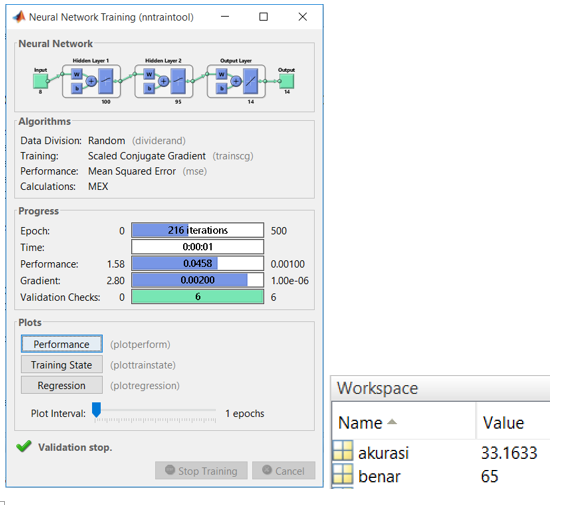 Neural Network Training (nntraintool)
Neural Network
Hidden Layer 1 Hidden Layer 2 Output Layer
Input Output
W W W
b b b
8 14
100 95 14
Algorithms
Data Division: Random (dividerand)
Training: Scaled Conjugate Gradient (trainscg)
Performance: Mean Squared Error (mse)
Calculations: MEX
Progress
Epoch: 0 216 iterations 500
Time: 0:00:01
Performance: 1.58 0.0458 0.00100
Gradient: 2.80 0.00200 1.00e-06
Validation Checks: 0 6 6
Plots
Performance (plotperform)
Training State (plottrainstate)
Regression (plotregression)
Plot Interval: 1 epochs
Validation stop.
Stop Training Cancel
Workspace
Name Value
akurasi 33.1633
benar 65